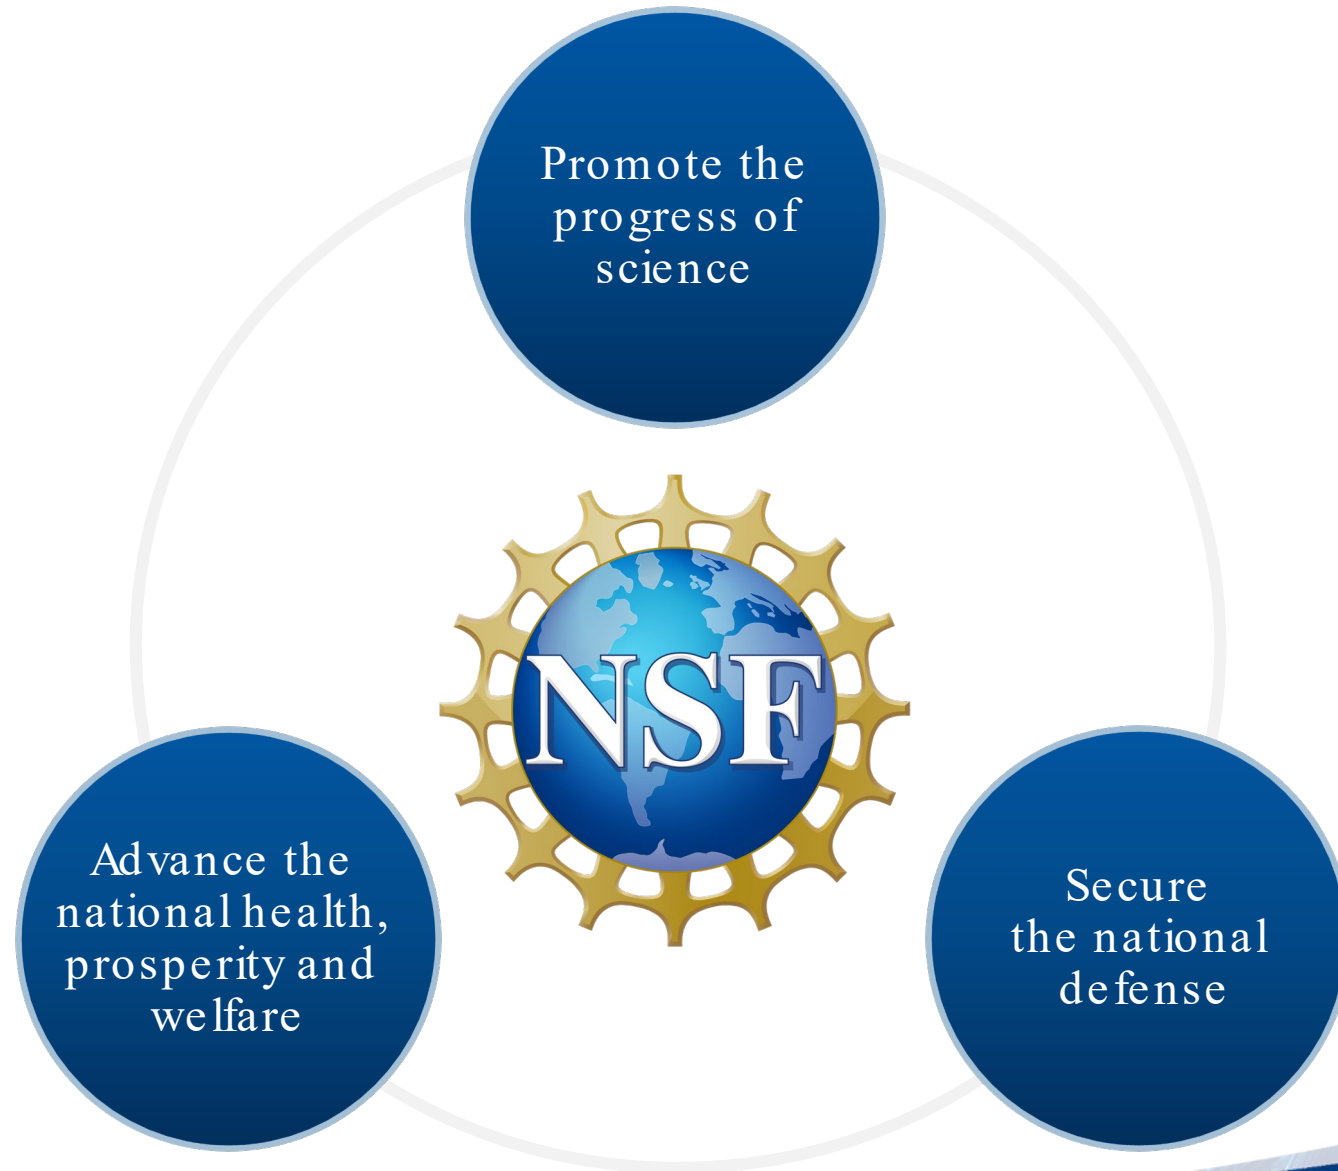 Promote the
progress of
science
NSF
Advance the
national health,
prosperity and
welfare
Secure
the national
defense